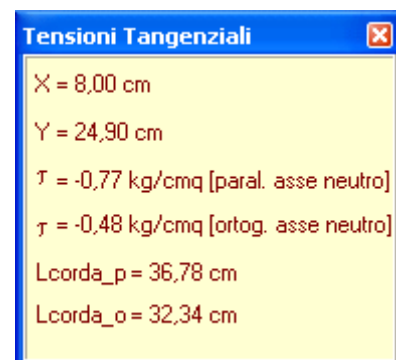 Tensioni Tangenziali
X = 8,00 cm
Y = 24,90 cm
τ = -0,77 kg/cmq [paral. asse neutro]
τ = -0,48 kg/cmq [ortog. asse neutro]
Lcorda_p = 36,78 cm
Lcorda_o = 32,34 cm